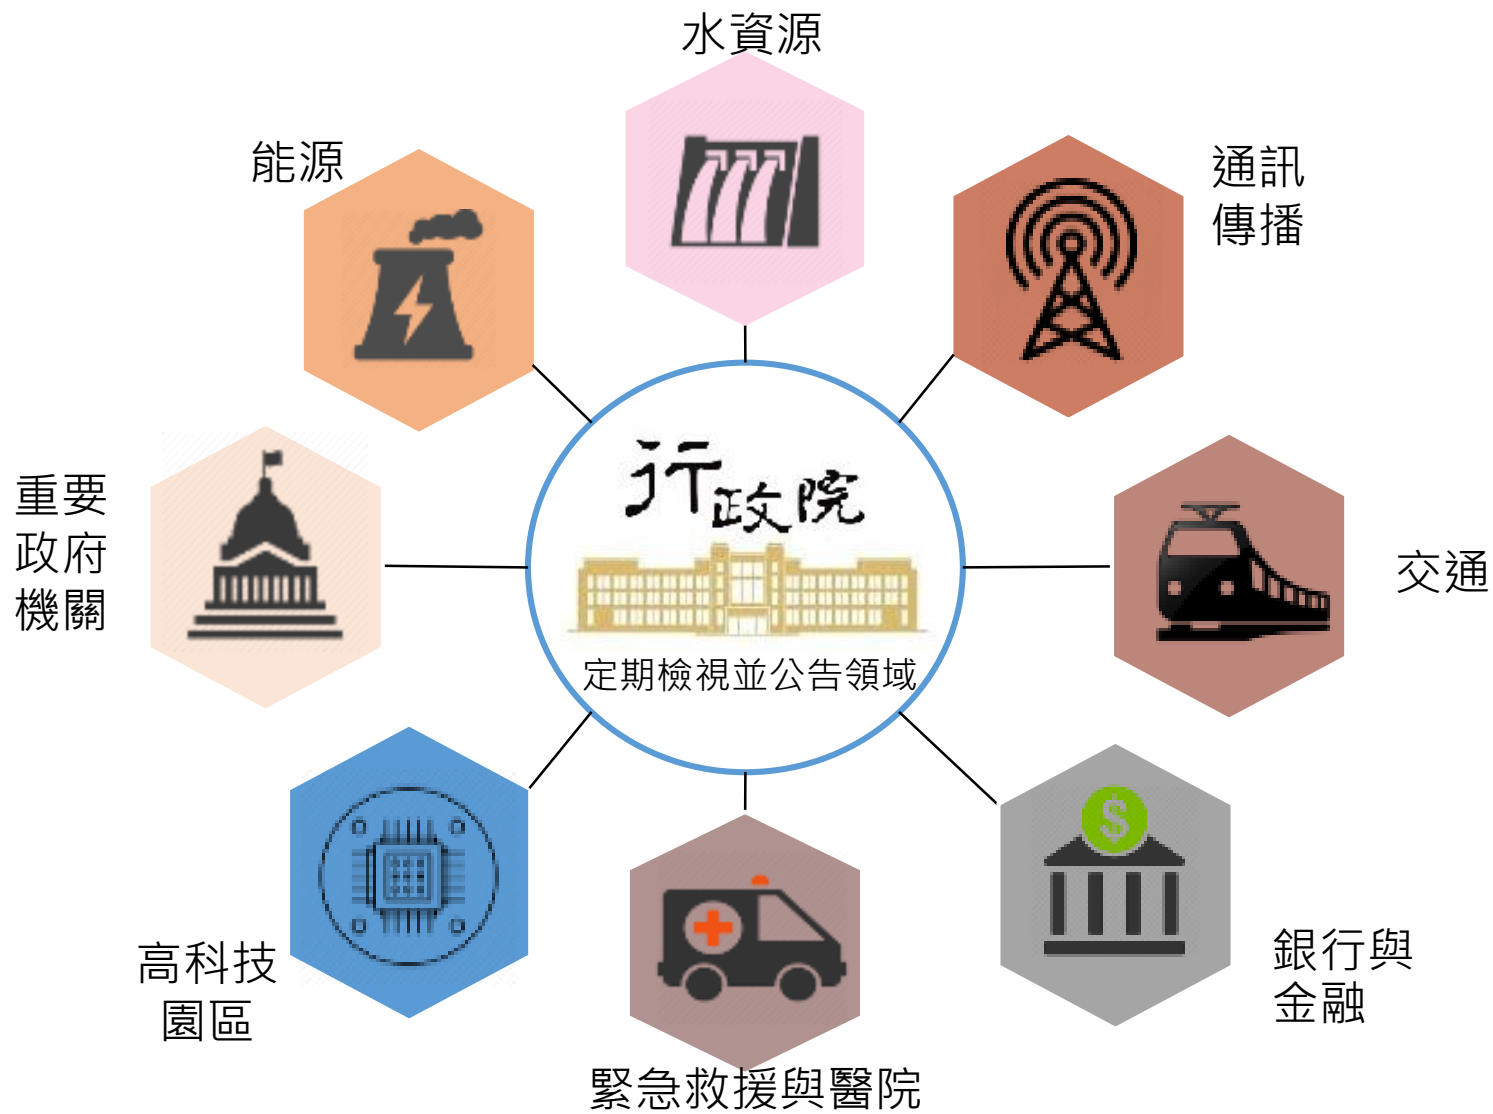 水資源
能源
通訊
傳播
重要
政府
機關
行政院
定期檢視並公告領域
交通
高科技
園區
銀行與
金融
$
緊急救援與醫院